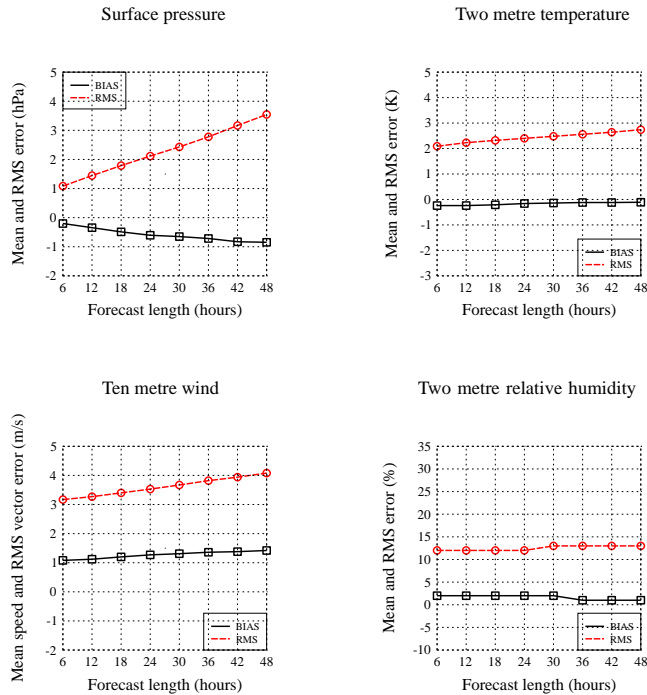 Surface pressure
Mean and RMS error (hPa)
5
4
3
2
1
0
-1
-2
BIAS
RMS
6 12 18 24 30 36 42 48
Forecast length (hours)
Two metre temperature
Mean and RMS error (K)
5
4
3
2
1
0
-1
-2
-3
BIAS
RMS
6 12 18 24 30 36 42 48
Forecast length (hours)
Ten metre wind
Mean speed and RMS vector error (m/s)
5
4
3
2
1
0
-1
-2
BIAS
RMS
6 12 18 24 30 36 42 48
Forecast length (hours)
Two metre relative humidity
Mean and RMS error (%)
35
30
25
20
15
10
5
0
-5
-10
BIAS
RMS
6 12 18 24 30 36 42 48
Forecast length (hours)